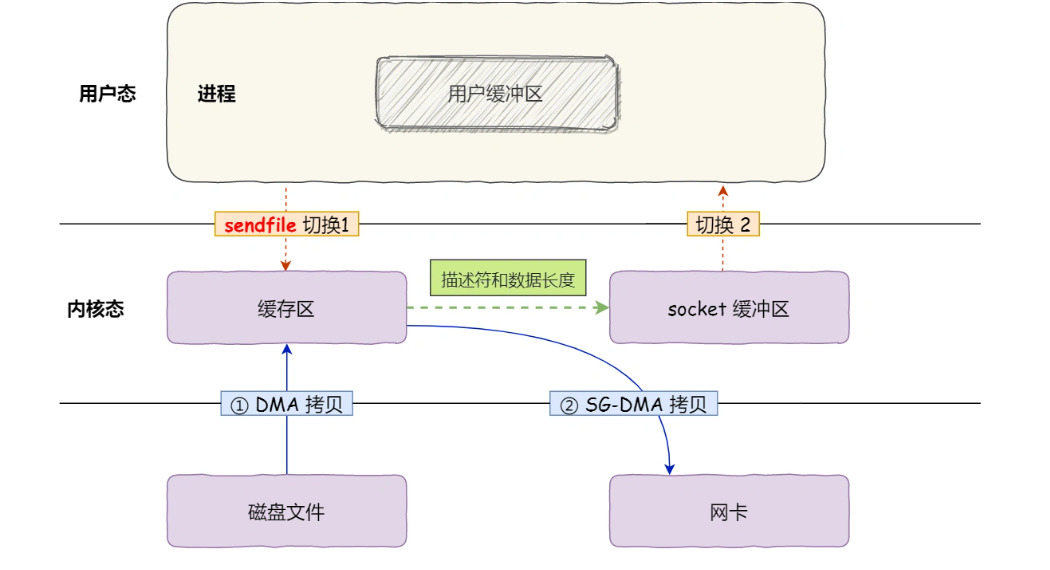 用户态
进程
用户缓冲区
sendfile 切换1
切换 2
描述符和数据长度
内核态
缓存区
socket 缓冲区
① DMA 拷贝
② SG-DMA 拷贝
磁盘文件
网卡